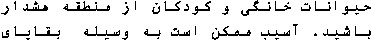 حیوانات خانگی و کودکان از منطقه هشدار
باشید. آسیب ممکن است به وسیله بقایای